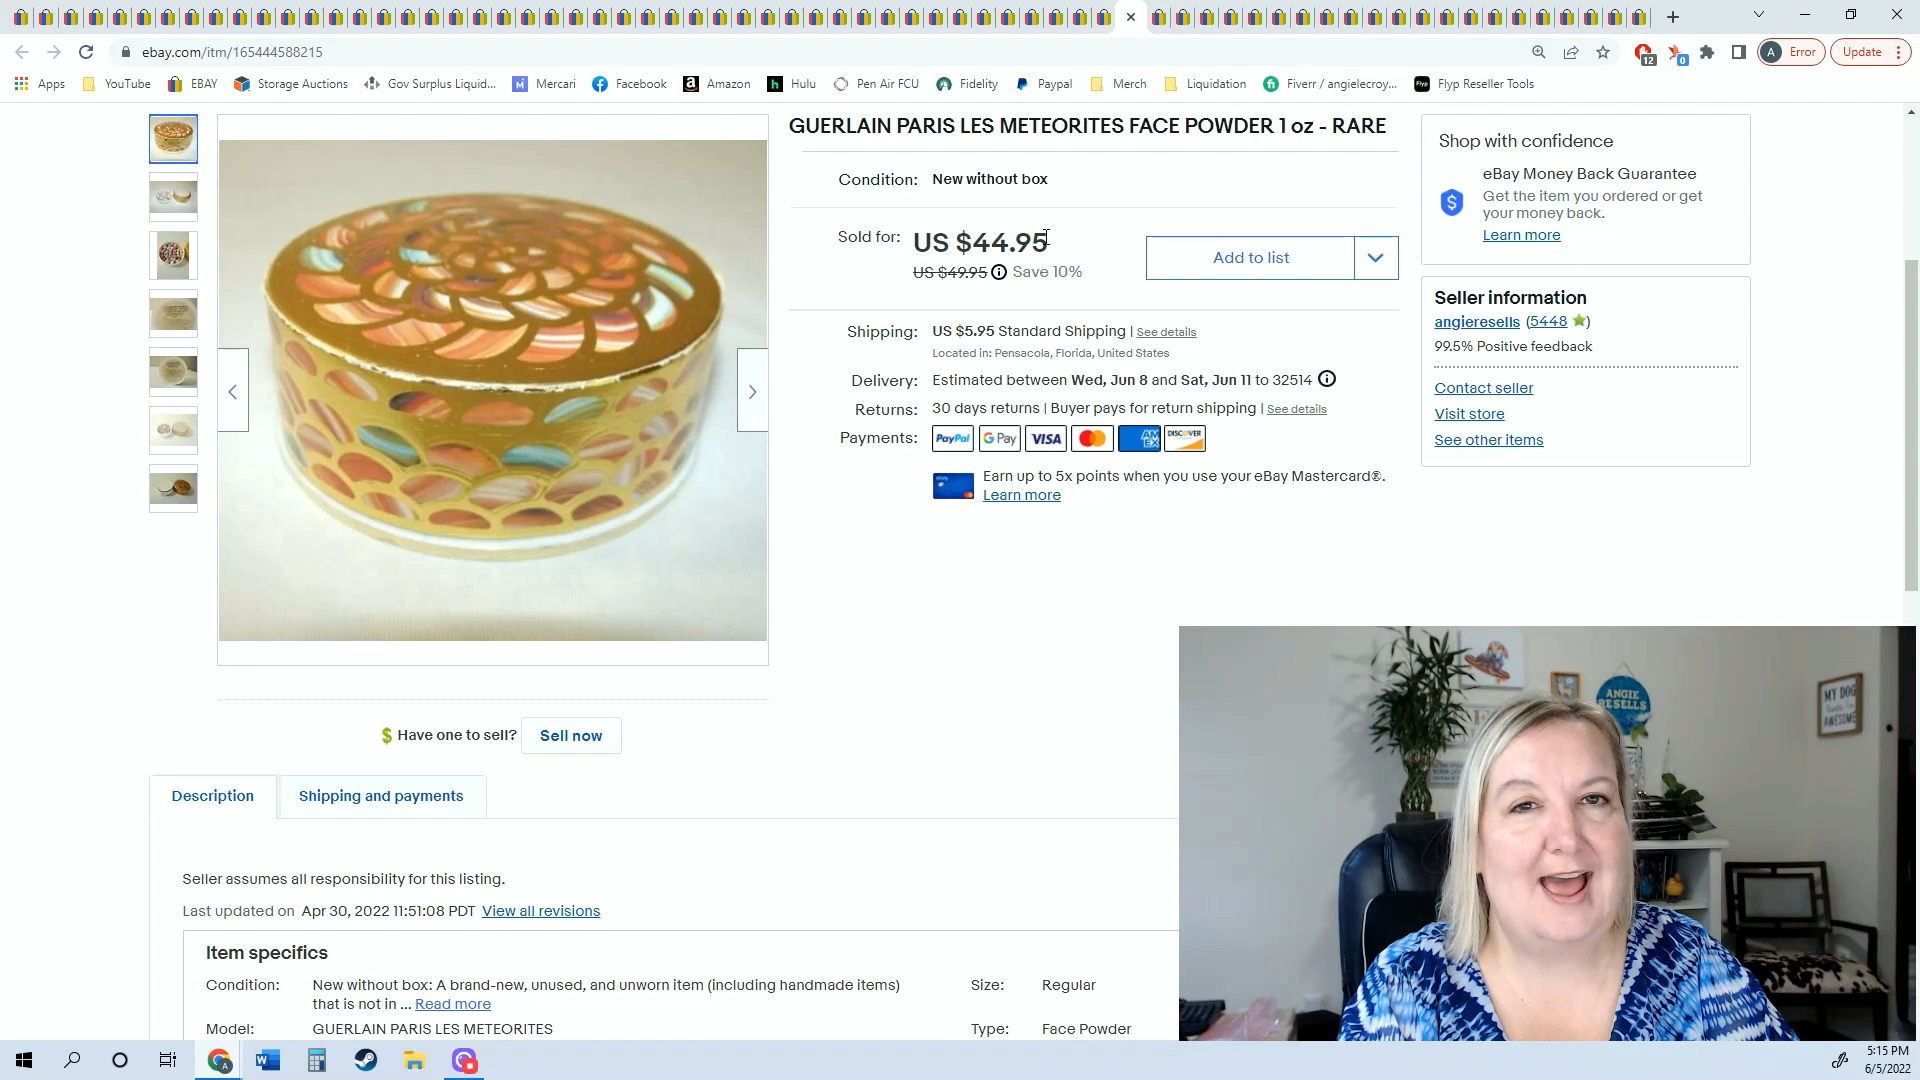 ebay.com/itm/165444588215
12
0
A Error
Update
Apps
YouTube
EBAY
Storage Auctions
Gov Surplus Liquid...
Mercari
Facebook
Amazon
Hulu
Pen Air FCU
Fidelity
Paypal
Merch
Liquidation
Fiverr / angielecroy...
Flyp Reseller Tools
GUERLAIN PARIS LES METEORITES FACE POWDER 1 oz - RARE
Condition: New without box
Sold for: US $44.95
US $49.95 Save 10%
Add to list
Shipping: US $5.95 Standard Shipping | See details
Located in: Pensacola, Florida, United States
Delivery: Estimated between Wed, Jun 8 and Sat, Jun 11 to 32514
Returns: 30 days returns | Buyer pays for return shipping | See details
Payments: PayPal G Pay VISA AMEX DISCOVER
Earn up to 5x points when you use your eBay Mastercard®.
Learn more
Shop with confidence
eBay Money Back Guarantee
Get the item you ordered or get
your money back.
Learn more
Seller information
angieresells (5448)
99.5% Positive feedback
Contact seller
Visit store
See other items
Have one to sell? Sell now
Description
Shipping and payments
Seller assumes all responsibility for this listing.
Last updated on Apr 30, 2022 11:51:08 PDT View all revisions
Item specifics
Condition: New without box: A brand-new, unused, and unworn item (including handmade items)
that is not in ... Read more
Size: Regular
Model: GUERLAIN PARIS LES METEORITES
Type: Face Powder
ANGIE
RESELLS
MY DOG
AWESOME
5:15 PM
6/5/2022